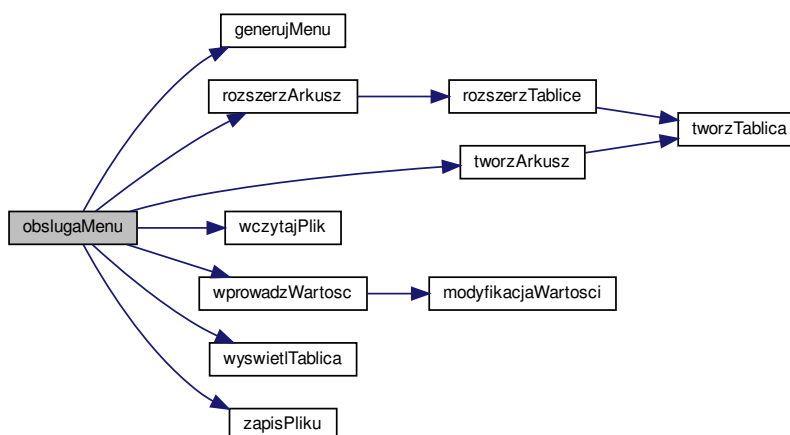 generujMenu
rozszerzArkusz
rozszerzTablice
tworzTablica
tworzArkusz
obslugaMenu
wczytajPlik
wprowadzWartosc
modyfikacjaWartosci
wyswietlTablica
zapisPliku